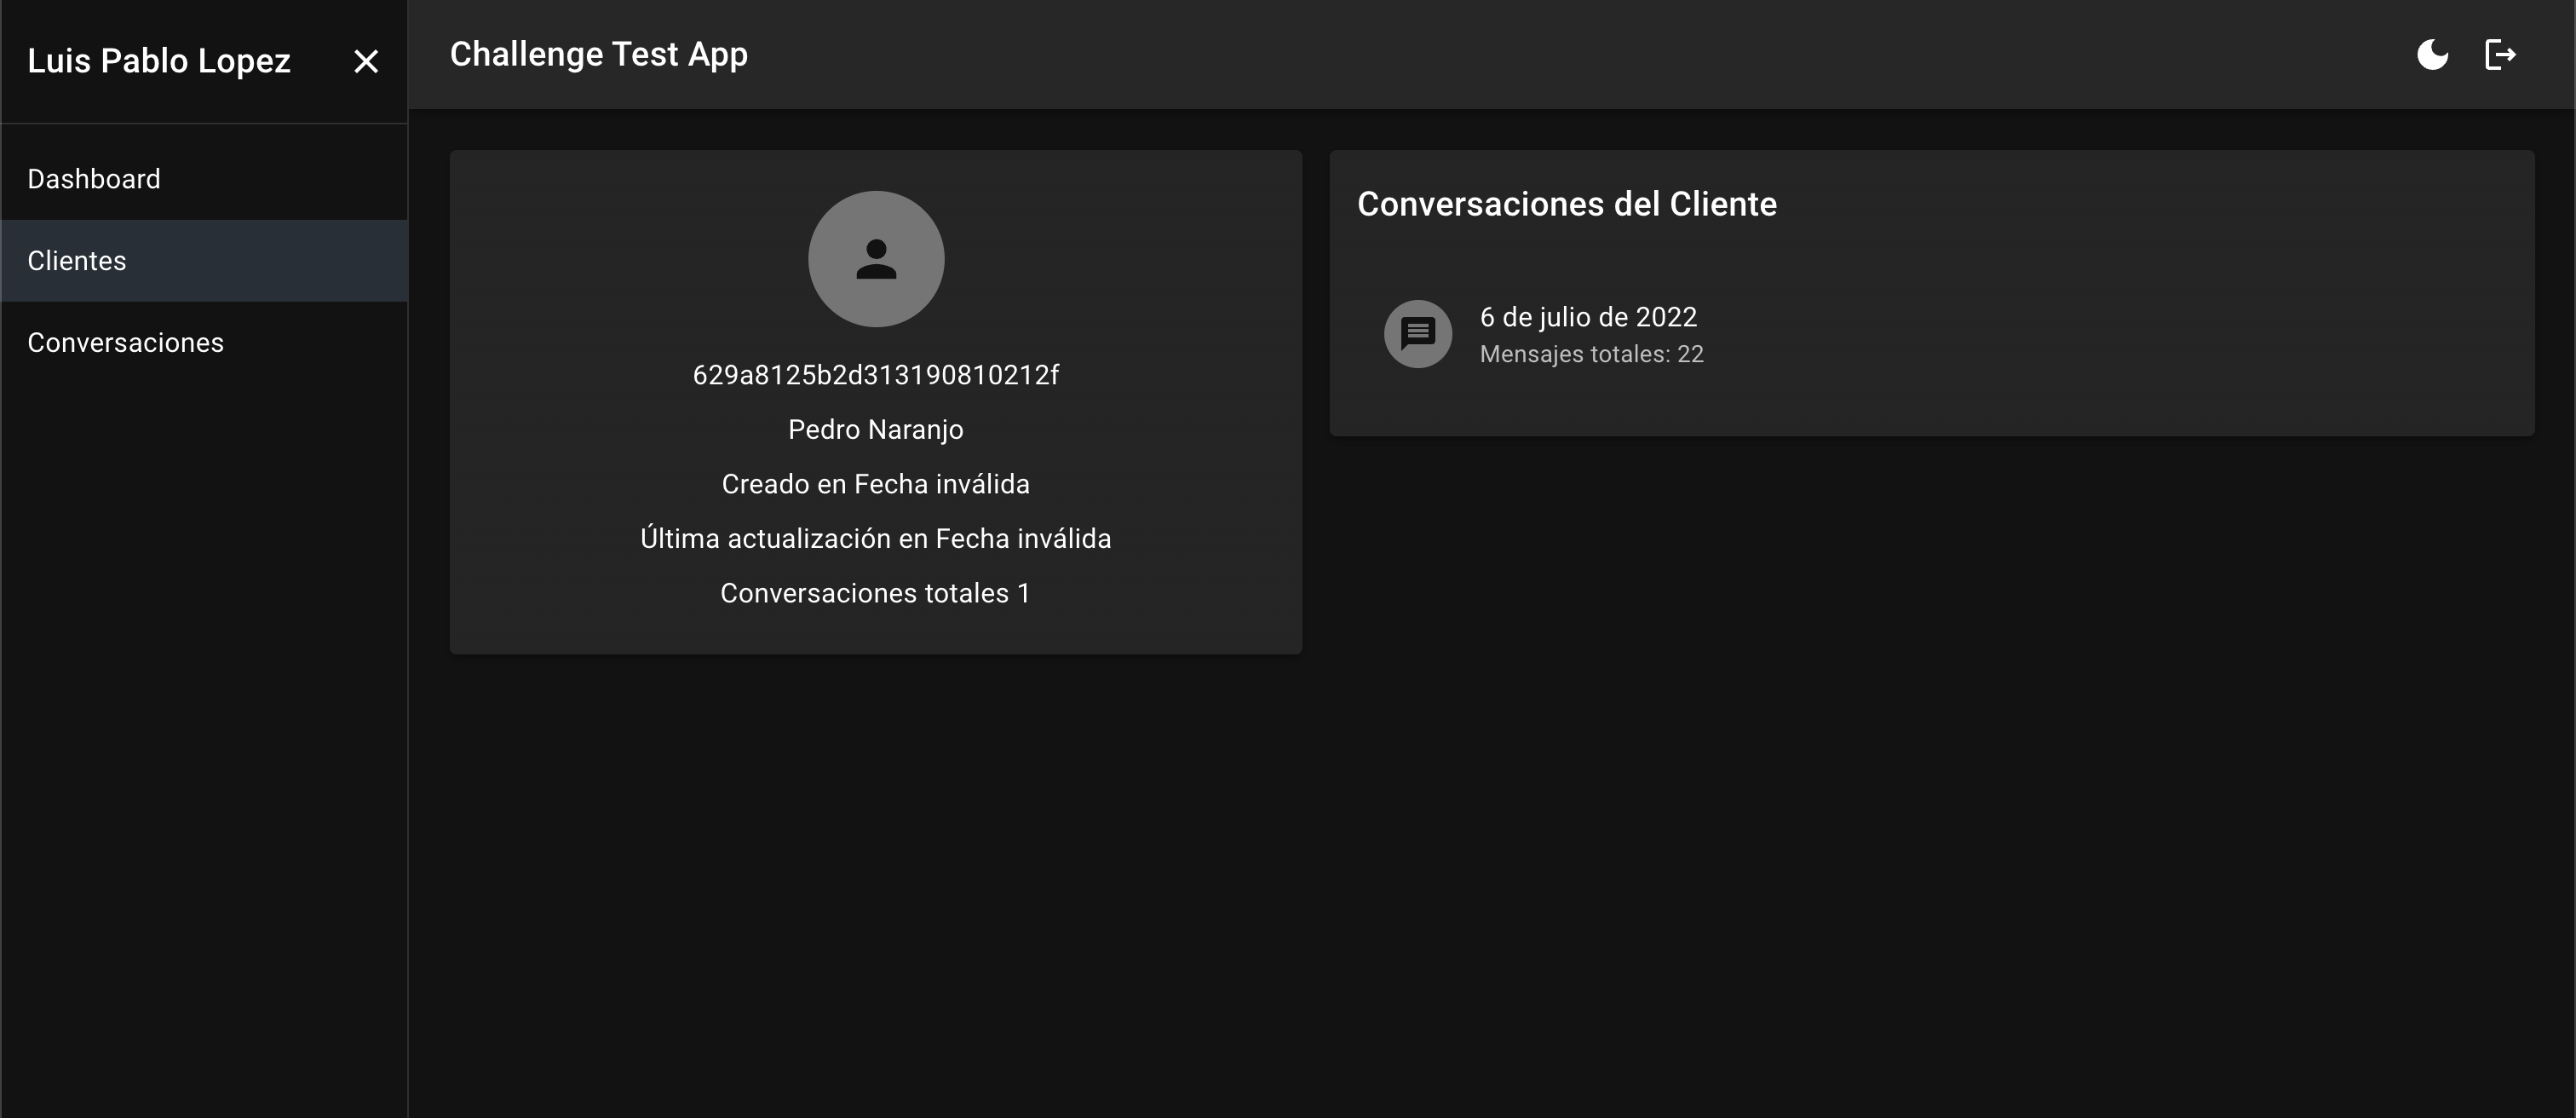 Luis Pablo Lopez
Dashboard
Clientes
Conversaciones
Challenge Test App
629a8125b2d313190810212f
Pedro Naranjo
Creado en Fecha inválida
Última actualización en Fecha inválida
Conversaciones totales 1
Conversaciones del Cliente
6 de julio de 2022
Mensajes totales: 22